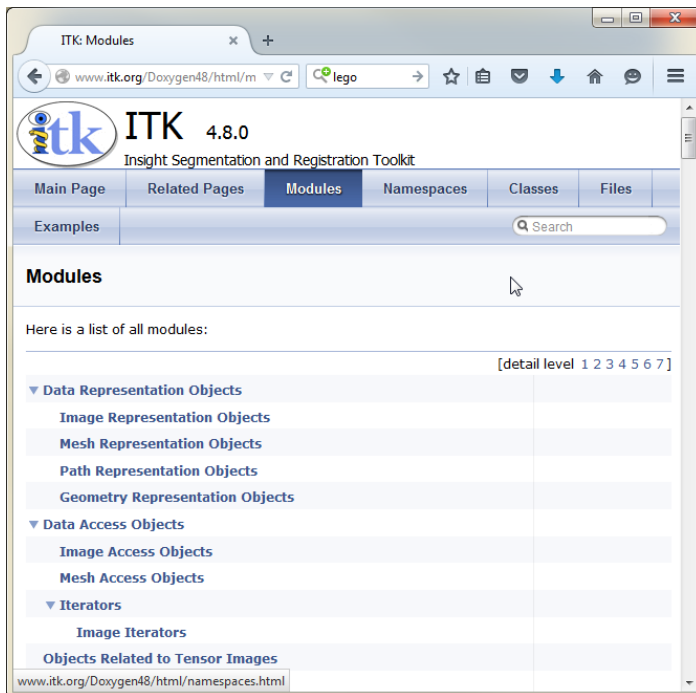 ITK: Modules
www.itk.org/Doxygen48/html/m
lego
itk
ITK 4.8.0
Insight Segmentation and Registration Toolkit
Main Page Related Pages Modules Namespaces Classes Files
Examples
Search
Modules
Here is a list of all modules:
[detail level 1 2 3 4 5 6 7]
Data Representation Objects
Image Representation Objects
Mesh Representation Objects
Path Representation Objects
Geometry Representation Objects
Data Access Objects
Image Access Objects
Mesh Access Objects
Iterators
Image Iterators
Objects Related to Tensor Images
www.itk.org/Doxygen48/html/namespaces.html